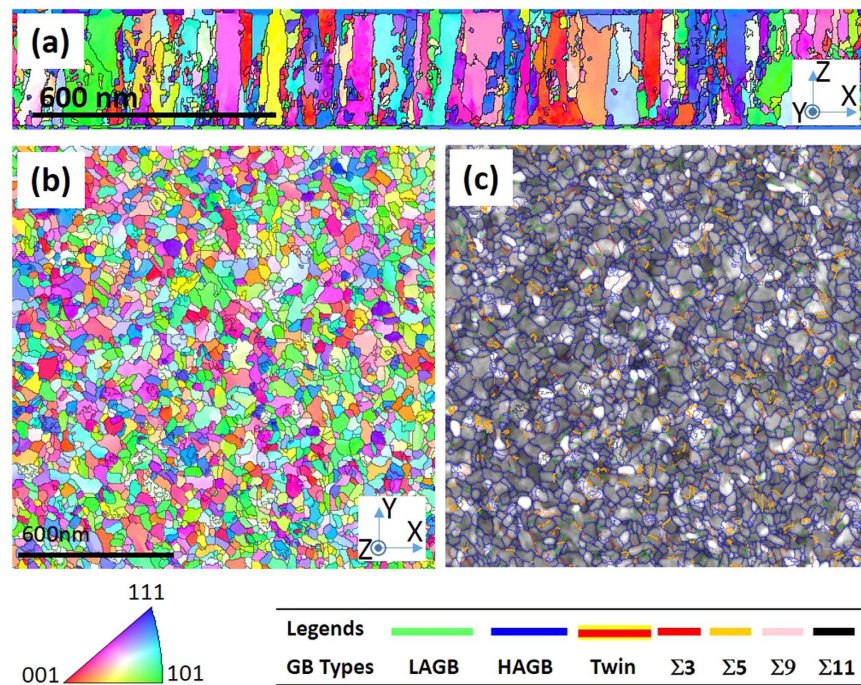 (a)
600 nm
Z
X
Y
(b)
(c)
600nm
Y
X
Z
111
001
101
Legends
GB Types LAGB HAGB Twin Σ3 Σ5 Σ9 Σ11